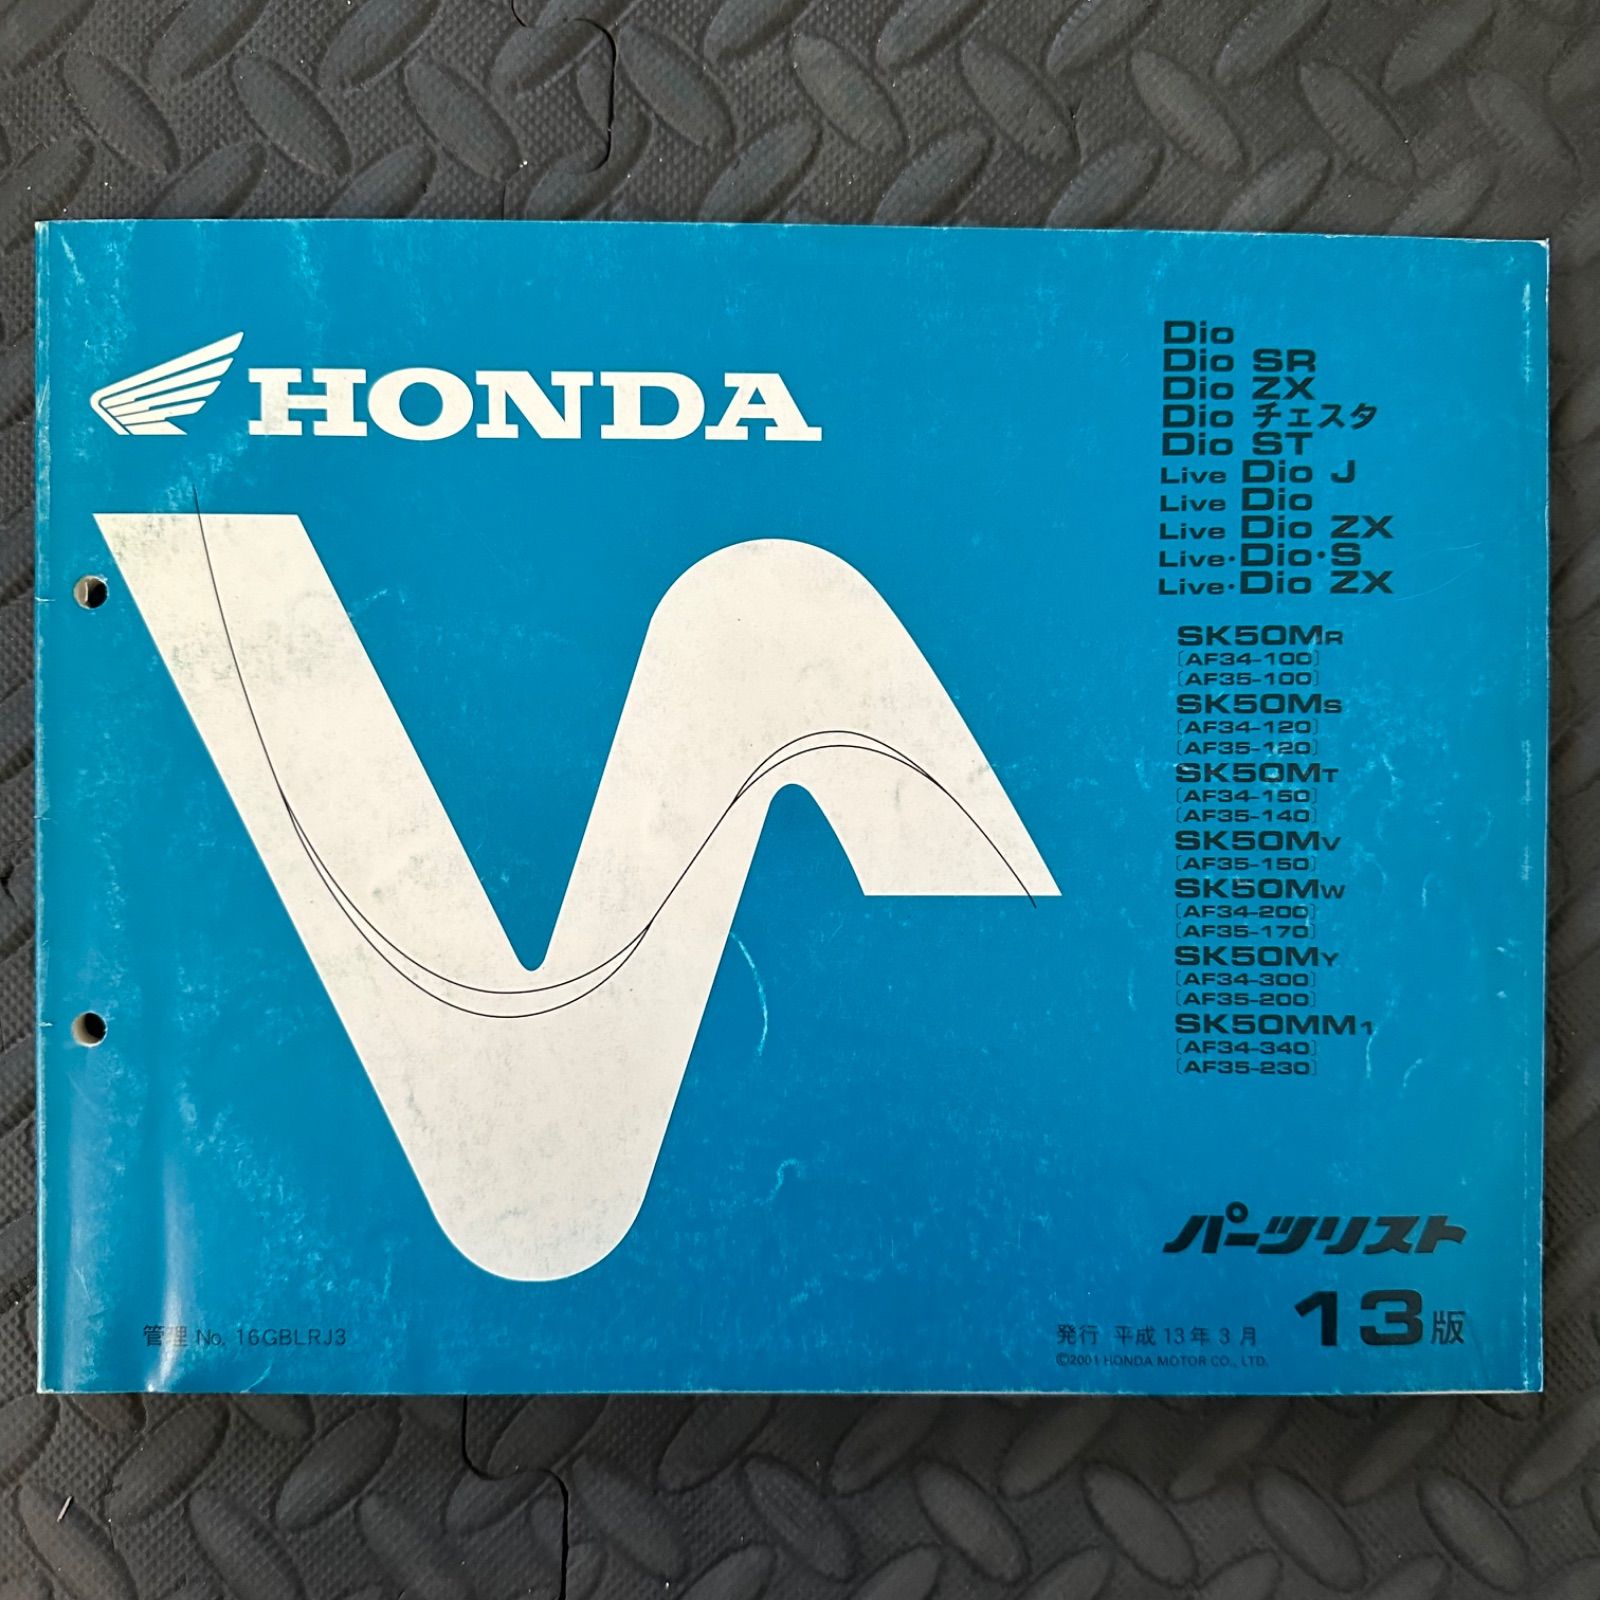 HONDA
Dio
Dio SR
Dio ZX
Dio チェスタ
Dio ST
Live Dio J
Live Dio
Live Dio ZX
Live・Dio・S
Live・Dio ZX
SK50MR
[AF34-100]
[AF35-100]
SK50MS
[AF34-120]
[AF35-120]
SK50MT
[AF34-150]
[AF35-140]
SK50MV
[AF35-150]
SK50MW
[AF34-200]
[AF35-170]
SK50MY
[AF34-300]
[AF35-200]
SK50MM1
[AF34-340]
[AF35-230]
パーツリスト
13版
発行 平成13年3月
©2001 HONDA MOTOR CO., LTD.
管理 No. 16GBLRJ3